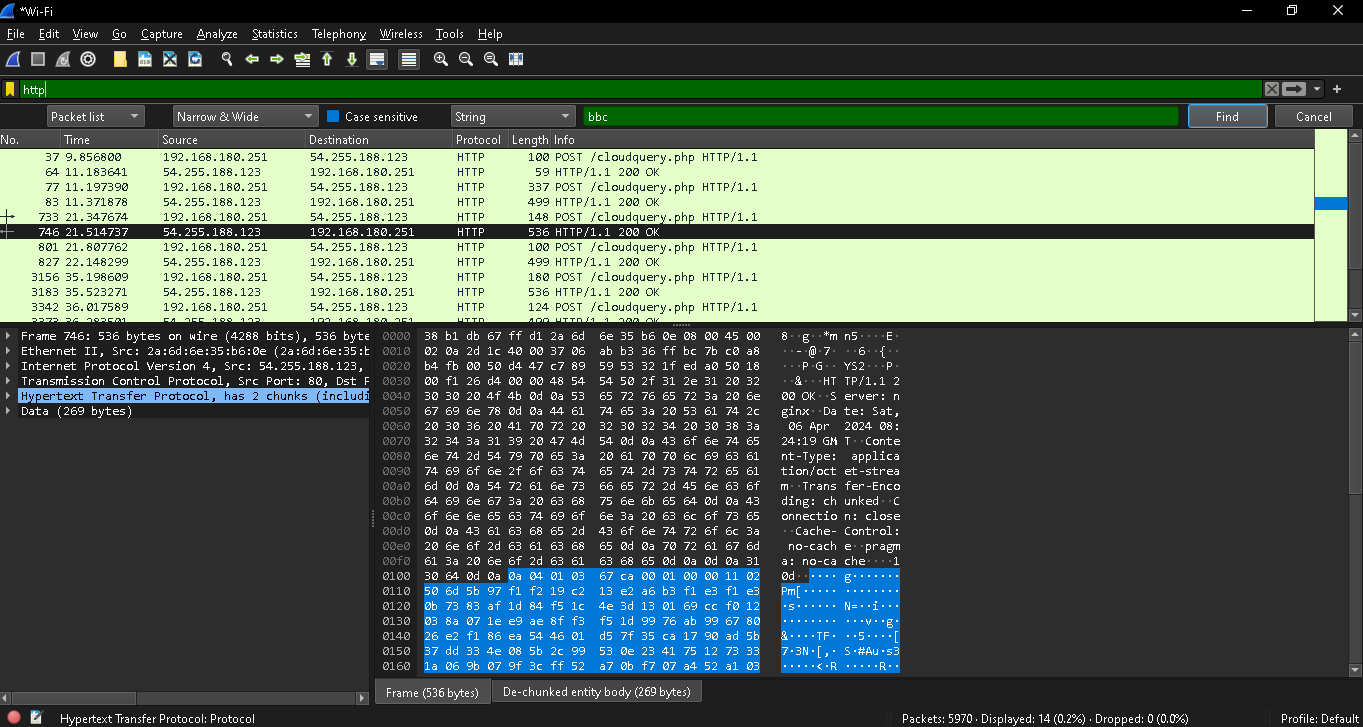 *Wi-Fi
File Edit View Go Capture Analyze Statistics Telephony Wireless Tools Help
http
Packet list Narrow & Wide Case sensitive String bbc Find Cancel
No. Time Source Destination Protocol Length Info
37 9.856800 192.168.180.251 54.255.188.123 HTTP 100 POST /cloudquery.php HTTP/1.1
64 11.183641 54.255.188.123 192.168.180.251 HTTP 59 HTTP/1.1 200 OK
77 11.197390 192.168.180.251 54.255.188.123 HTTP 337 POST /cloudquery.php HTTP/1.1
83 11.371878 54.255.188.123 192.168.180.251 HTTP 499 HTTP/1.1 200 OK
733 21.347674 192.168.180.251 54.255.188.123 HTTP 148 POST /cloudquery.php HTTP/1.1
746 21.514737 54.255.188.123 192.168.180.251 HTTP 536 HTTP/1.1 200 OK
801 21.807762 192.168.180.251 54.255.188.123 HTTP 100 POST /cloudquery.php HTTP/1.1
827 22.148299 54.255.188.123 192.168.180.251 HTTP 499 HTTP/1.1 200 OK
3156 35.198609 192.168.180.251 54.255.188.123 HTTP 180 POST /cloudquery.php HTTP/1.1
3183 35.523271 54.255.188.123 192.168.180.251 HTTP 536 HTTP/1.1 200 OK
3342 36.017589 192.168.180.251 54.255.188.123 HTTP 124 POST /cloudquery.php HTTP/1.1
Frame 746: 536 bytes on wire (4288 bits), 536 byte
Ethernet II, Src: 2a:6d:6e:35:b6:0e (2a:6d:6e:35:b
Internet Protocol Version 4, Src: 54.255.188.123,
Transmission Control Protocol, Src Port: 80, Dst P
Hypertext Transfer Protocol, has 2 chunks (includi
Data (269 bytes)
0000 38 b1 db 67 ff d1 2a 6d 6e 35 b6 0e 08 00 45 00 8··g··*mn5····E·
0010 02 0a 2d 1c 40 00 37 06 ab b3 36 ff bc 7b c0 a8 ··-·@·7···6··{··
0020 b4 fb 00 50 d4 47 c7 89 59 53 32 1f ed a0 50 18 ···P·G··YS2···P·
0030 00 f1 26 d4 00 00 48 54 54 50 2f 31 2e 31 20 32 ··&···HTTP/1.1 2
0040 30 30 20 4f 4b 0d 0a 53 65 72 76 65 72 3a 20 6e 00 OK··Server: n
0050 67 69 6e 78 0d 0a 44 61 74 65 3a 20 53 61 74 2c ginx··Date: Sat,
0060 20 30 36 20 41 70 72 20 32 30 32 34 20 30 38 3a 06 Apr 2024 08:
0070 32 34 3a 31 39 20 47 4d 54 0d 0a 43 6f 6e 74 65 24:19 GMT··Conte
0080 6e 74 2d 54 79 70 65 3a 20 61 70 70 6c 69 63 61 nt-Type: applica
0090 74 69 6f 6e 2f 6f 63 74 65 74 2d 73 74 72 65 61 tion/octet-strea
00a0 6d 0d 0a 54 72 61 6e 73 66 65 72 2d 45 6e 63 6f m··Transfer-Enco
00b0 64 69 6e 67 3a 20 63 68 75 6e 6b 65 64 0d 0a 43 ding: chunked··C
00c0 6f 6e 6e 65 63 74 69 6f 6e 3a 20 63 6c 6f 73 65 onnection: close
00d0 0d 0a 43 61 63 68 65 2d 43 6f 6e 74 72 6f 6c 3a ··Cache-Control:
00e0 20 6e 6f 2d 63 61 63 68 65 0d 0a 70 72 61 67 6d no-cache··pragm
00f0 61 3a 20 6e 6f 2d 63 61 63 68 65 0d 0a 0d 0a 31 a: no-cache····1
0100 30 64 0d 0a 0a 04 01 03 67 ca 00 01 00 00 11 02 0d······g·······
0110 50 6d 5b 97 f1 f2 19 c2 13 e2 a6 b3 f1 e3 f1 e3 Pm[·············
0120 0b 73 83 af 1d 84 f5 1c 4e 3d 13 01 69 cc f0 12 ·s······N=··i···
0130 03 8a 07 1e e9 ae 8f f3 f5 1d 99 76 ab 99 67 80 ···········v··g·
0140 26 e2 f1 86 ea 54 46 01 d5 7f 35 ca 17 90 ad 5b &····TF···5····[
0150 37 dd 33 4e 08 5b 2c 99 53 0e 23 41 75 12 73 33 7·3N·[,·S·#Au·s3
0160 1a 06 9b 07 9f 3c ff 52 a7 0b f7 07 a4 52 a1 03 ·····<·R·····R··
Frame (536 bytes) De-chunked entity body (269 bytes)
Hypertext Transfer Protocol: Protocol Packets: 5970 · Displayed: 14 (0.2%) · Dropped: 0 (0.0%) Profile: Default